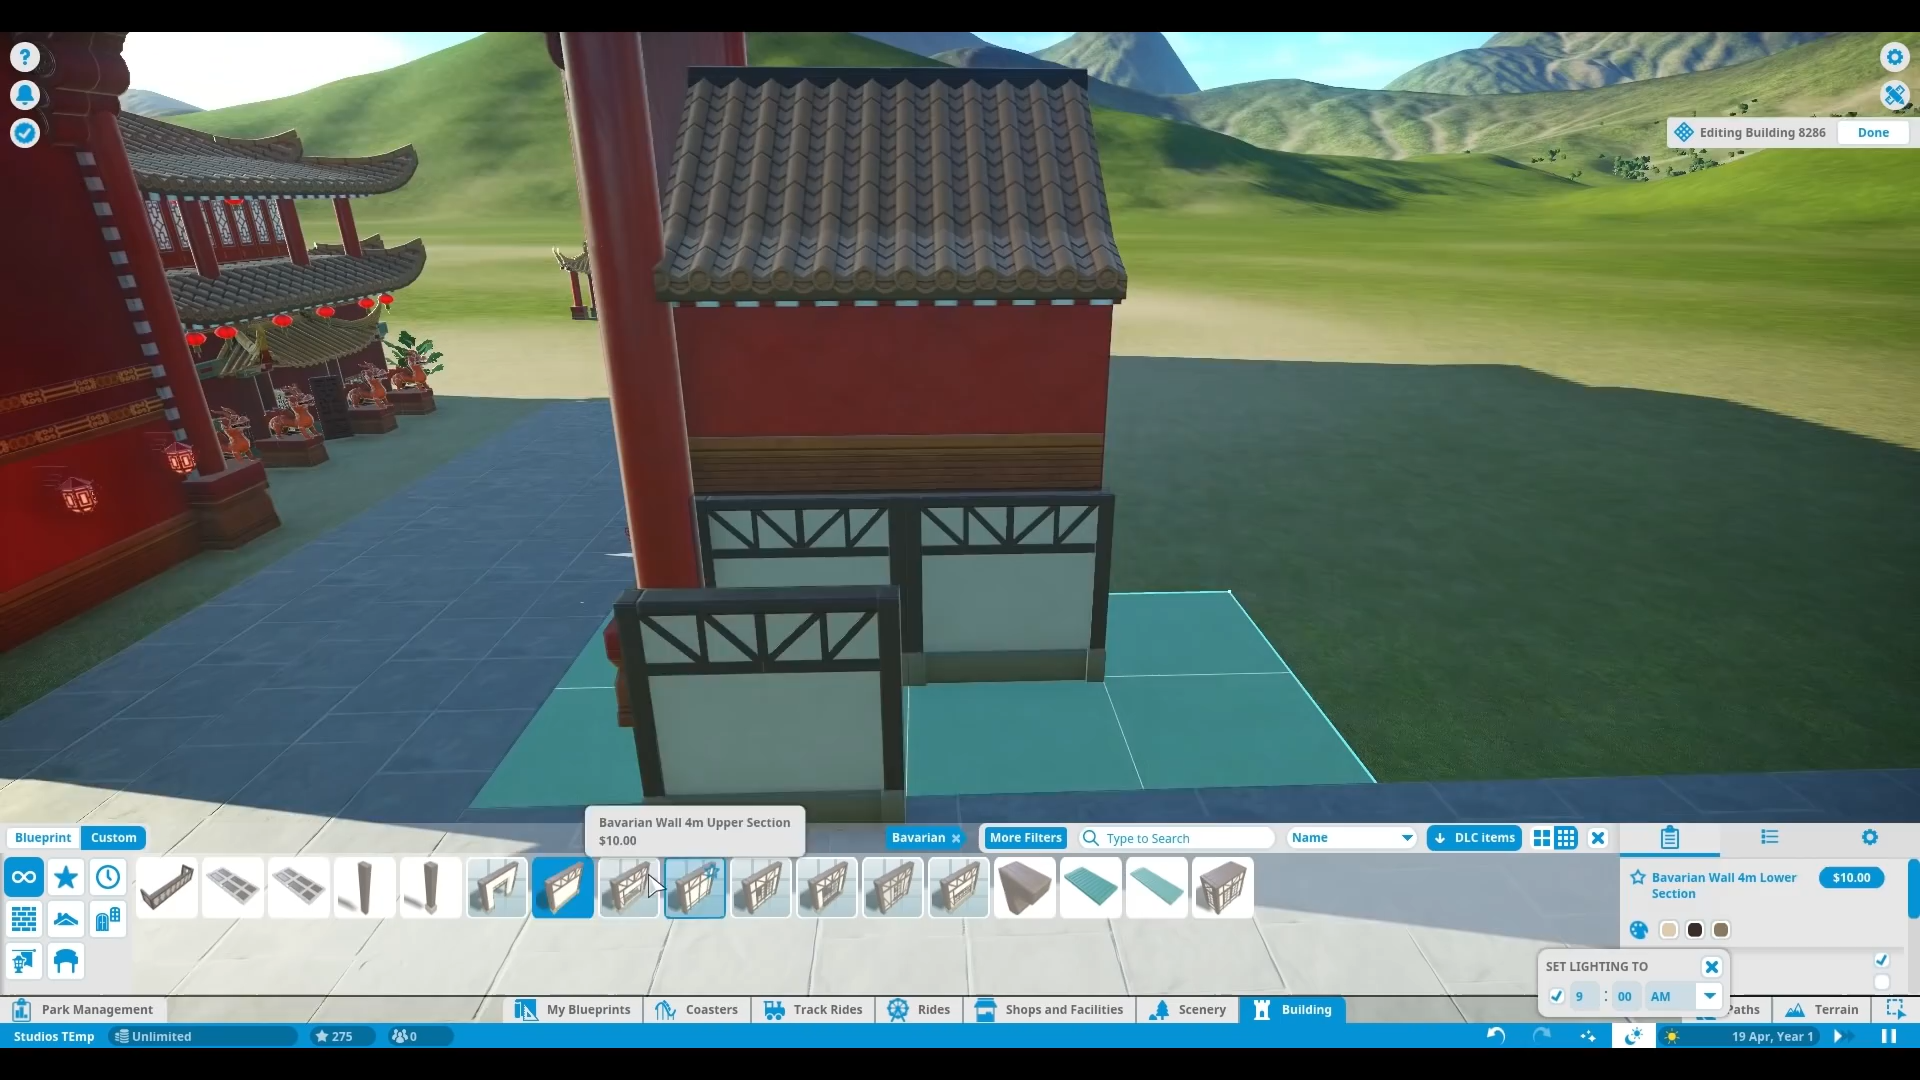 ?
Editing Building 8286
Done
Bavarian Wall 4m Upper Section
$10.00
Blueprint
Custom
Bavarian
More Filters
Type to Search
Name
DLC items
Bavarian Wall 4m Lower
Section
$10.00
SET LIGHTING TO
9 : 00 AM
Park Management
My Blueprints
Coasters
Track Rides
Rides
Shops and Facilities
Scenery
Building
Paths
Terrain
Studios TEmp
Unlimited
275
0
19 Apr, Year 1